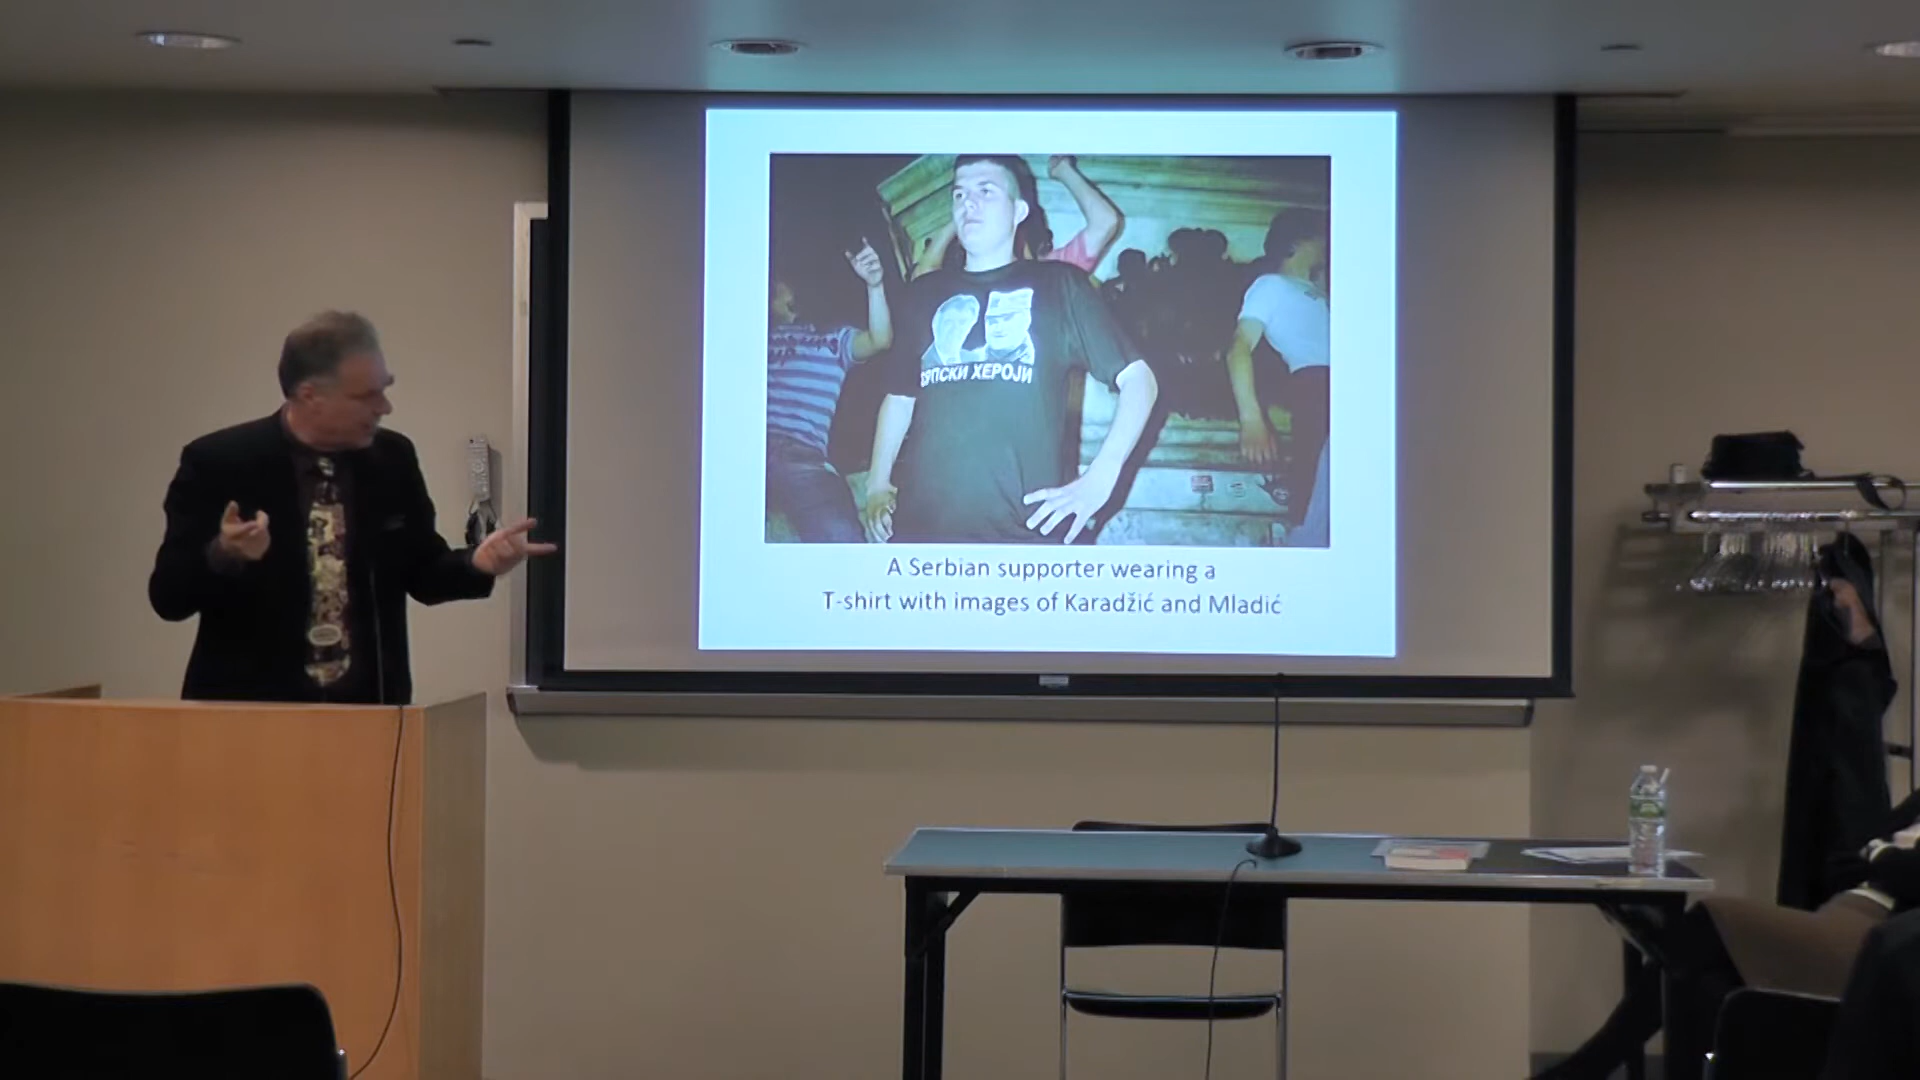 СРПСКИ ХЕРОЈИ
A Serbian supporter wearing a
T-shirt with images of Karadžić and Mladić